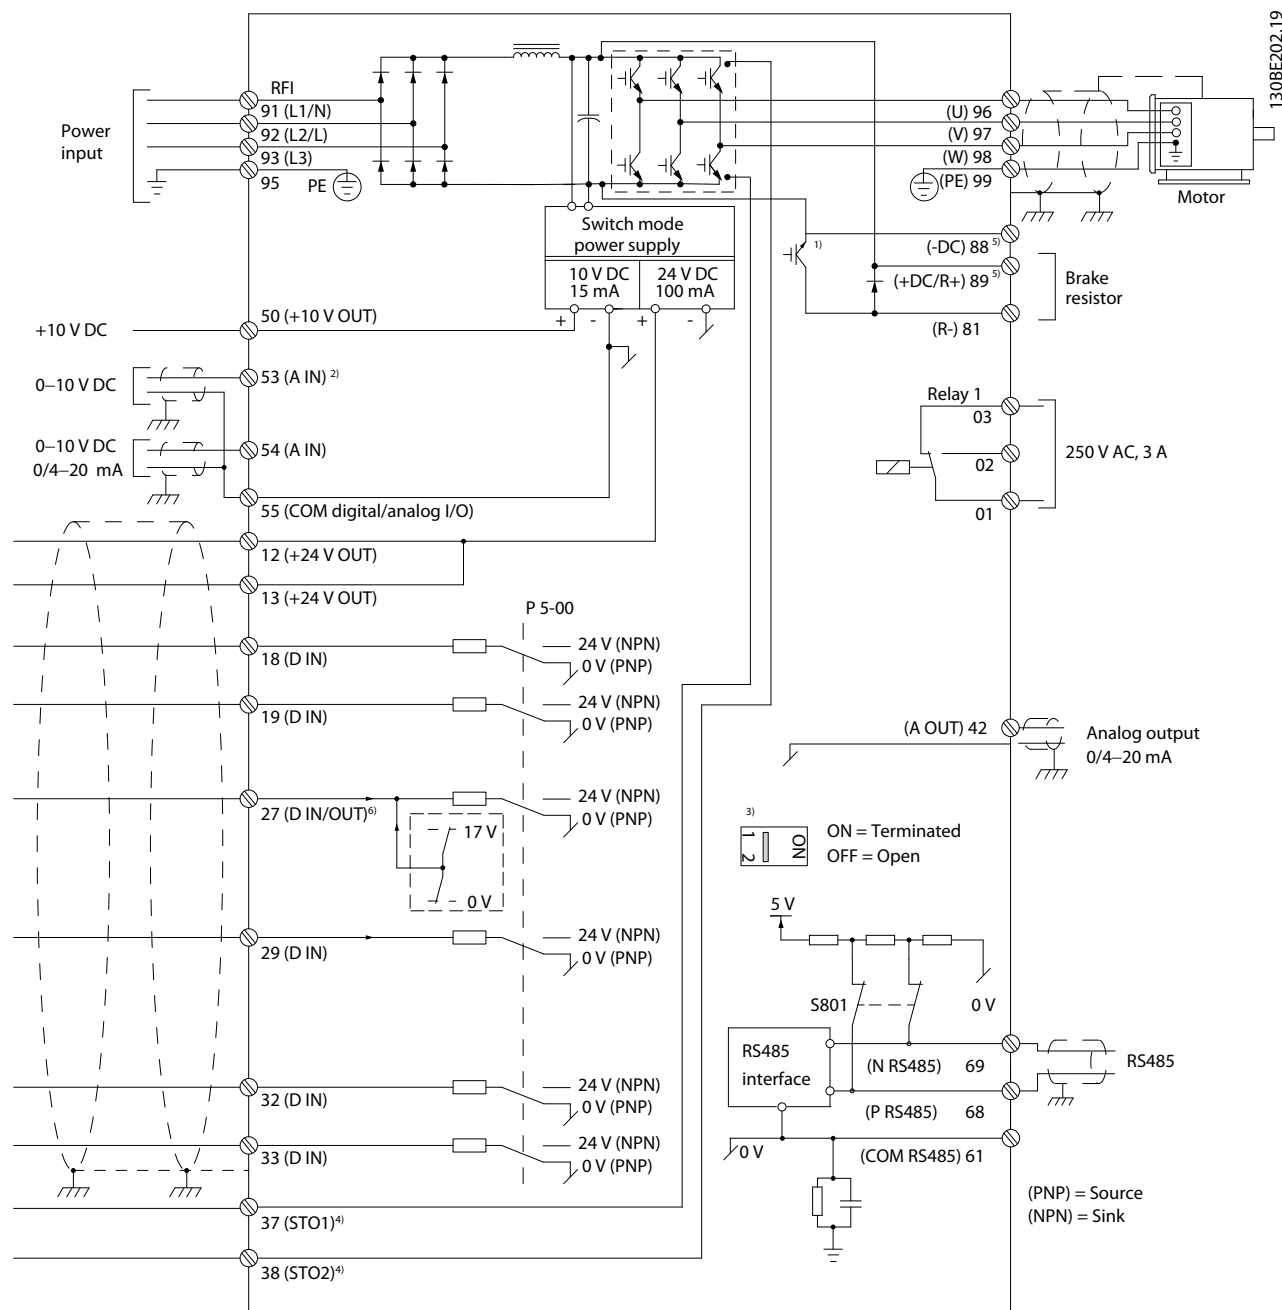 130BE202.19
RFI
91 (L1/N)
92 (L2/L)
93 (L3)
95
PE
Power
input
(U) 96
(V) 97
(W) 98
(PE) 99
Motor
Switch mode
power supply
10 V DC
15 mA
24 V DC
100 mA
+ - + -
1)
(-DC) 88 5)
(+DC/R+) 89 5)
(R-) 81
Brake
resistor
+10 V DC
50 (+10 V OUT)
0–10 V DC
53 (A IN) 2)
0–10 V DC
0/4–20 mA
54 (A IN)
55 (COM digital/analog I/O)
12 (+24 V OUT)
13 (+24 V OUT)
Relay 1
03
02
01
250 V AC, 3 A
P 5-00
18 (D IN)
24 V (NPN)
0 V (PNP)
19 (D IN)
24 V (NPN)
0 V (PNP)
27 (D IN/OUT) 6)
24 V (NPN)
0 V (PNP)
17 V
0 V
29 (D IN)
24 V (NPN)
0 V (PNP)
32 (D IN)
24 V (NPN)
0 V (PNP)
33 (D IN)
24 V (NPN)
0 V (PNP)
37 (STO1) 4)
38 (STO2) 4)
(A OUT) 42
Analog output
0/4–20 mA
3)
1 2
ON
ON = Terminated
OFF = Open
5 V
S801
0 V
RS485
interface
(N RS485) 69
(P RS485) 68
RS485
0 V
(COM RS485) 61
(PNP) = Source
(NPN) = Sink